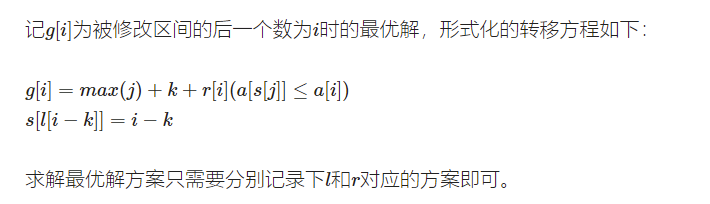 记g[i]为被修改区间的后一个数为i时的最优解，形式化的转移方程如下：
g[i] = max(j) + k + r[i](a[s[j]] ≤ a[i])
s[l[i − k]] = i − k
求解最优解方案只需要分别记录下l和r对应的方案即可。